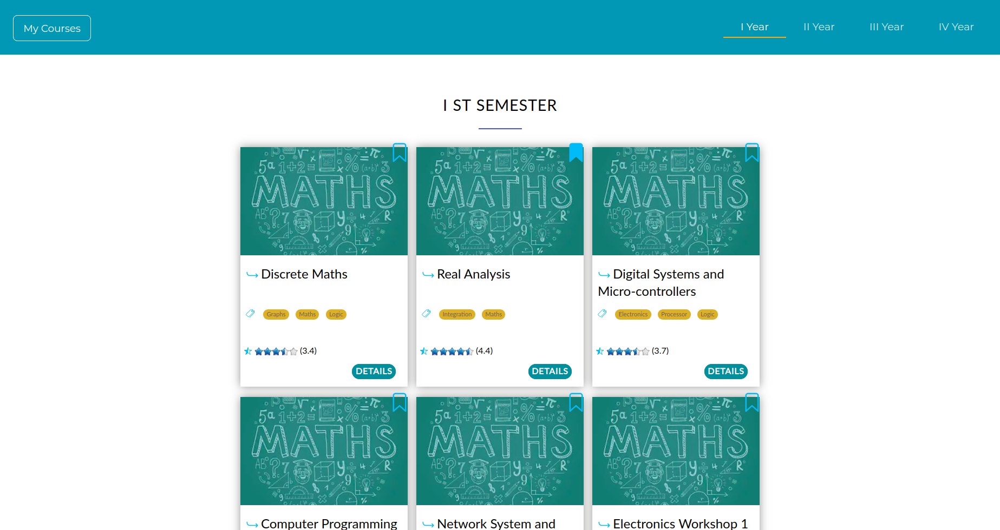 My Courses
I Year
II Year
III Year
IV Year
I ST SEMESTER
MATHS
MATHS
MATHS
Discrete Maths
Real Analysis
Digital Systems and
Micro-controllers
Graphs Maths Logic
Integration Maths
Electronics Processor Logic
(3.4)
(4.4)
(3.7)
DETAILS
DETAILS
DETAILS
MATHS
MATHS
MATHS
Computer Programming
Network System and
Electronics Workshop 1